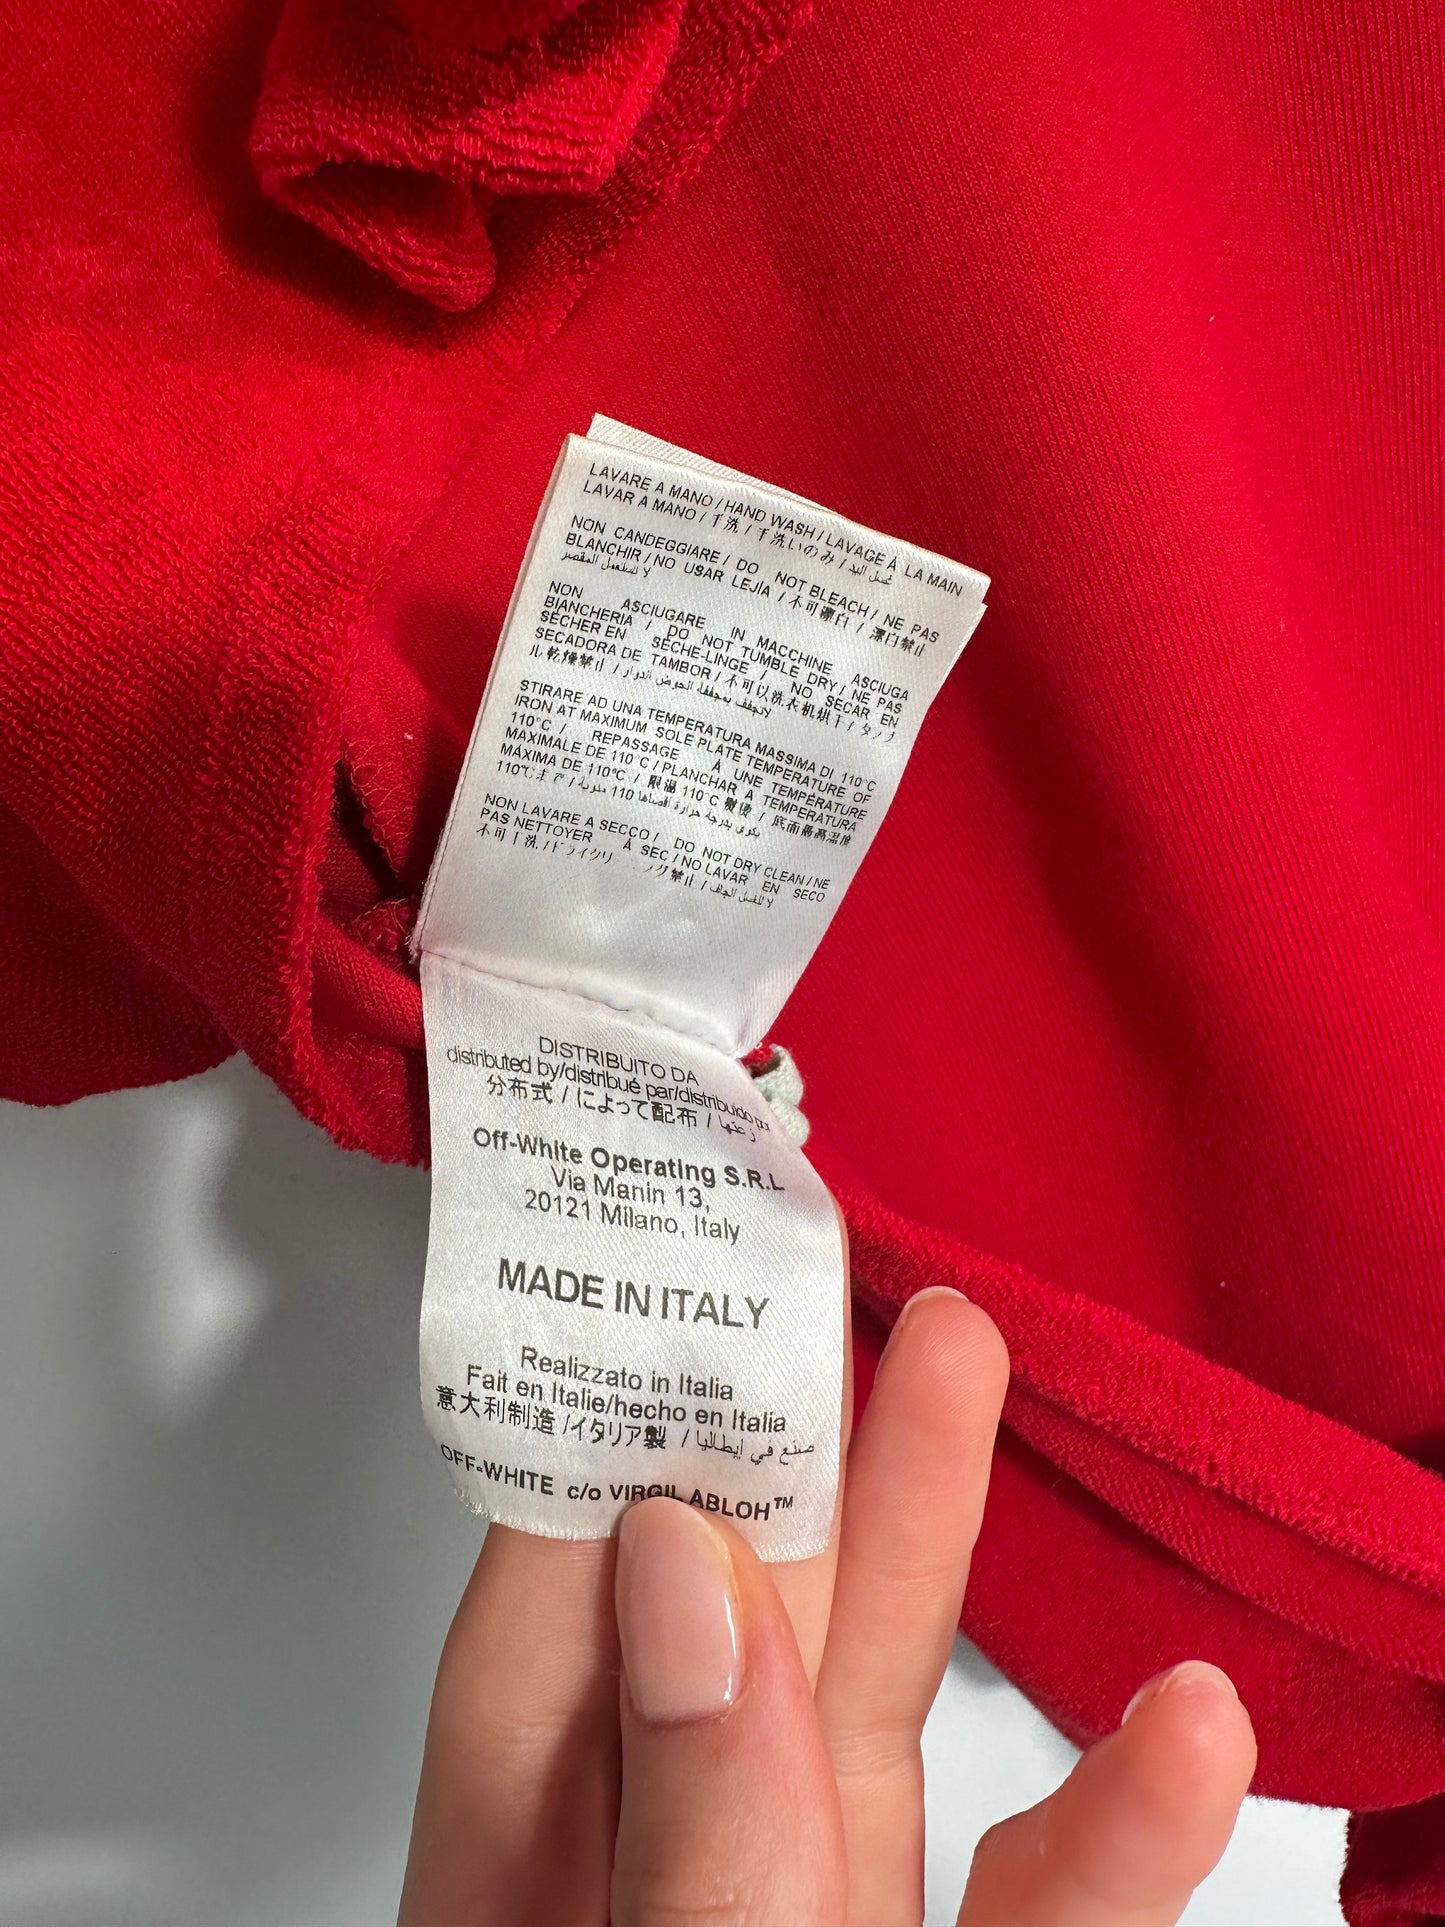 LAVARE A MANO / HAND WASH / LAVAGE À LA MAIN
LAVAR A MANO / 手洗 / 手洗いのみ / غسل اليد
NON CANDEGGIARE / DO NOT BLEACH / NE PAS
BLANCHIR / NO USAR LEJÍA / 不可漂白 / 漂白禁止
لا تستعمل المقصر
NON ASCIUGARE IN MACCHINE ASCIUGA
BIANCHERIA / DO NOT TUMBLE DRY / NE PAS
SÉCHER EN SÈCHE-LINGE / NO SECAR EN
SECADORA DE TAMBOR / 不可以洗衣机烘干 / タンブ
ル乾燥禁止 /
STIRARE AD UNA TEMPERATURA MASSIMA DI 110°C
IRON AT MAXIMUM SOLE PLATE TEMPERATURE OF
110°C / REPASSAGE À UNE TEMPÉRATURE
MAXIMALE DE 110°C / PLANCHAR A TEMPERATURA
MÁXIMA DE 110°C / 限温 110°C 熨烫 / 底面最高温度
110℃まで /
NON LAVARE A SECCO / DO NOT DRY CLEAN / NE
PAS NETTOYER À SEC / NO LAVAR EN SECO
不可干洗 / ドライクリーニング禁止 /
DISTRIBUITO DA
distributed by/distribué par/distribuido por
分布式 / によって配布 /
Off-White Operating S.R.L
Via Manin 13,
20121 Milano, Italy
MADE IN ITALY
Realizzato in Italia
Fait en Italie/hecho en Italia
意大利制造 /イタリア製 / صنع في إيطاليا
OFF-WHITE c/o VIRGIL ABLOH™